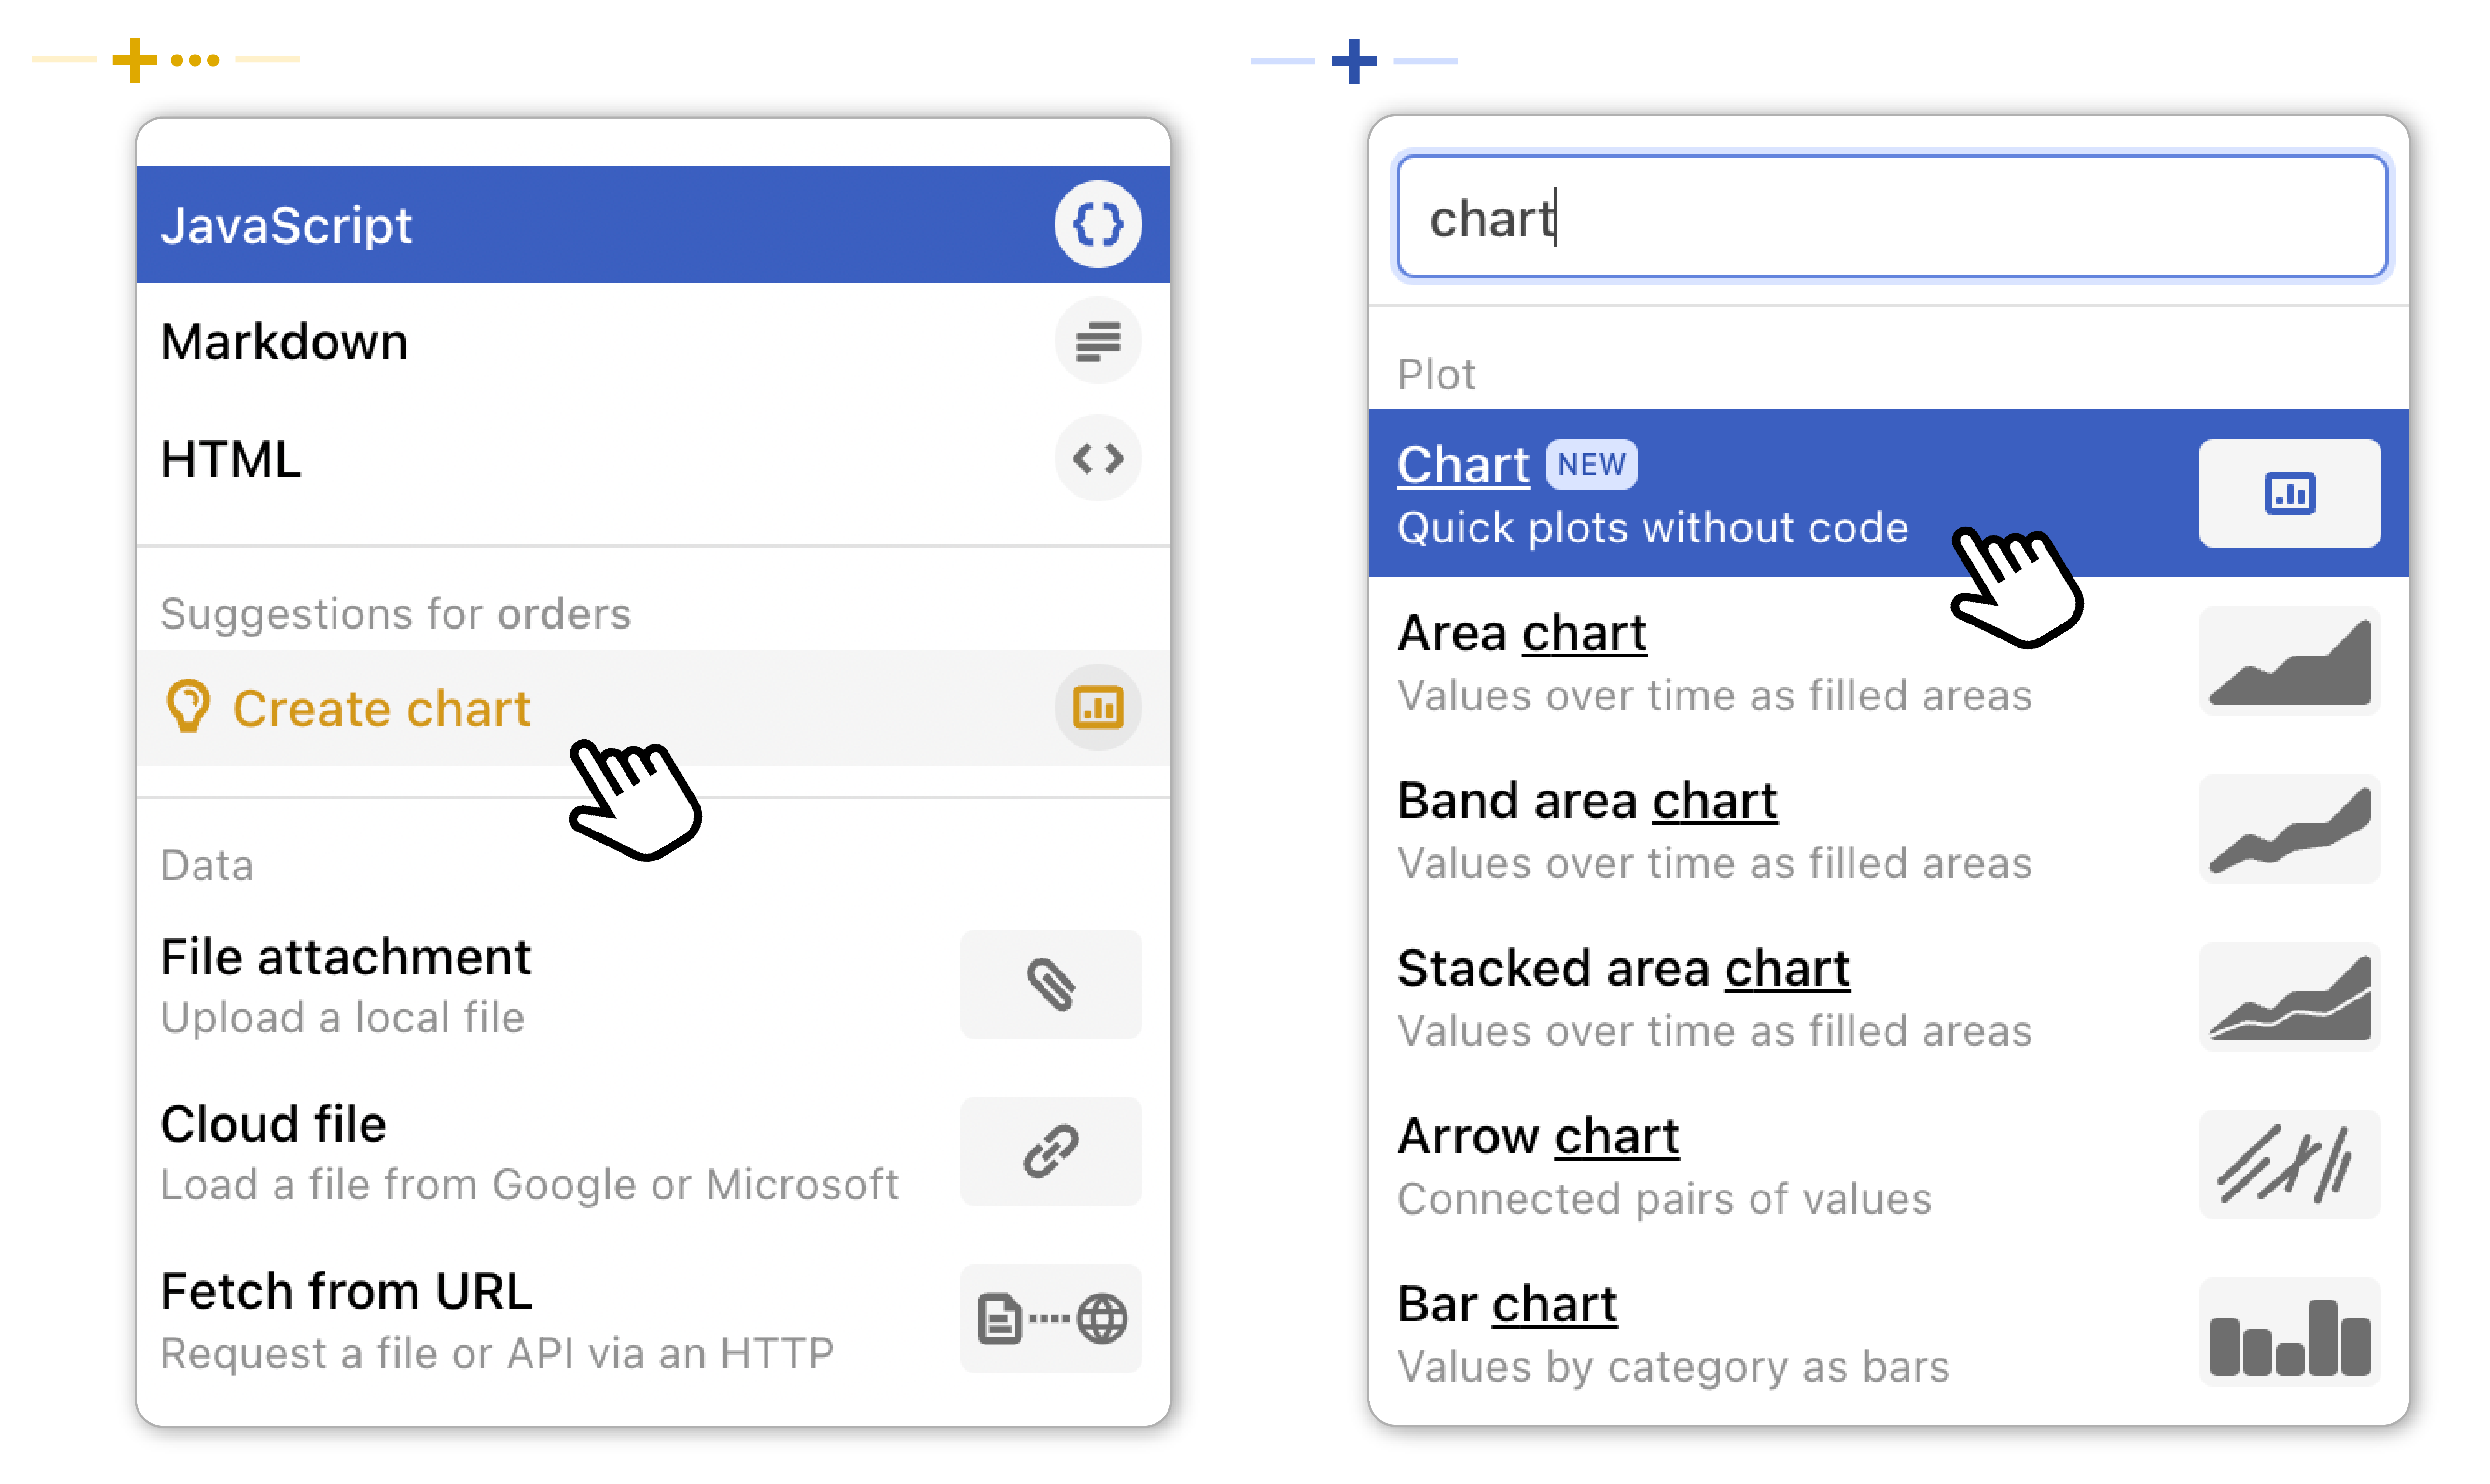 JavaScript
Markdown
HTML
Suggestions for orders
Create chart
Data
File attachment
Upload a local file
Cloud file
Load a file from Google or Microsoft
Fetch from URL
Request a file or API via an HTTP
chart
Plot
Chart NEW
Quick plots without code
Area chart
Values over time as filled areas
Band area chart
Values over time as filled areas
Stacked area chart
Values over time as filled areas
Arrow chart
Connected pairs of values
Bar chart
Values by category as bars